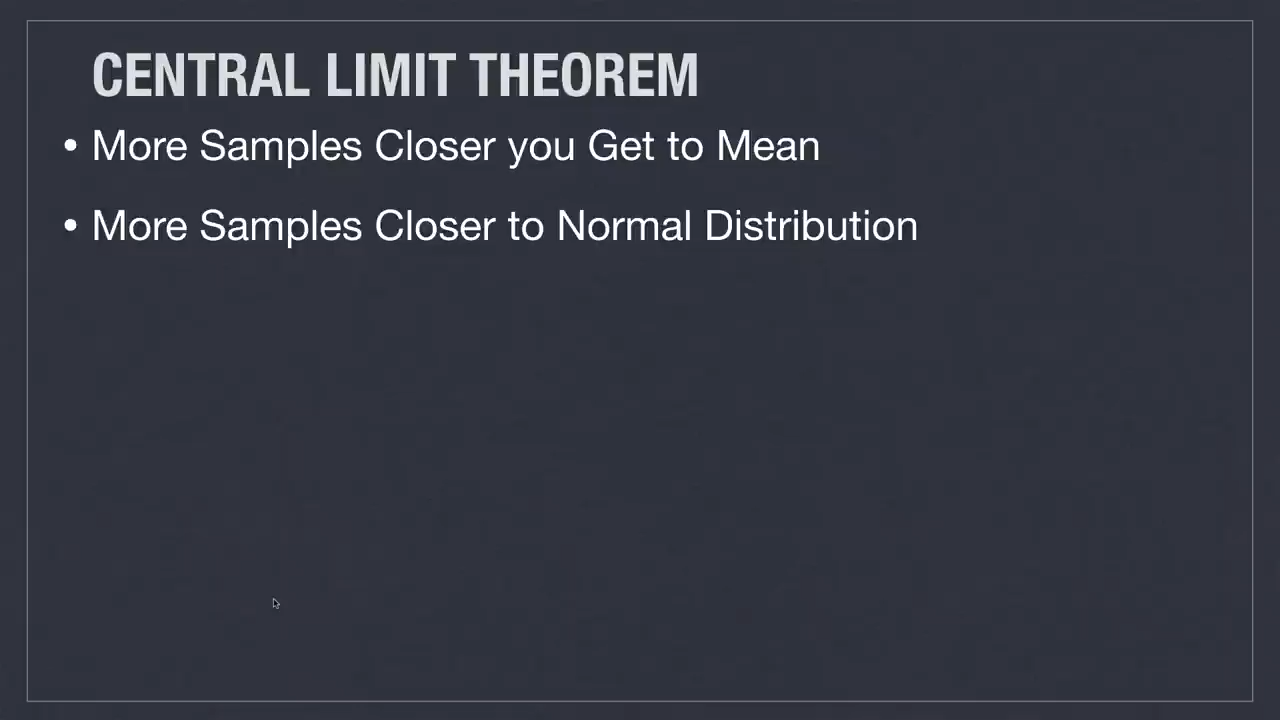 CENTRAL LIMIT THEOREM
• More Samples Closer you Get to Mean
• More Samples Closer to Normal Distribution